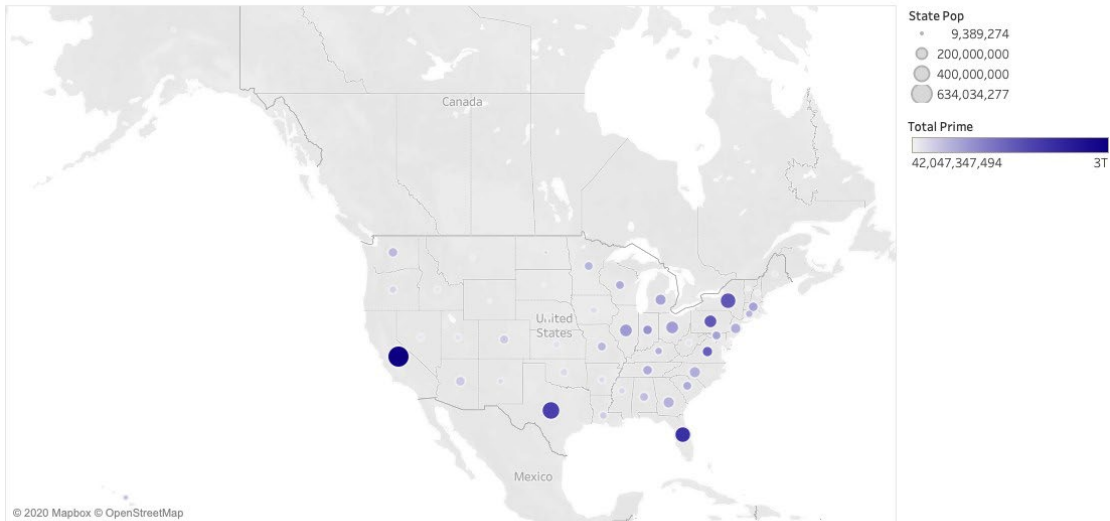 State Pop
9,389,274
200,000,000
400,000,000
634,034,277
Total Prime
42,047,347,494
3T
Canada
United
States
Mexico
© 2020 Mapbox © OpenStreetMap